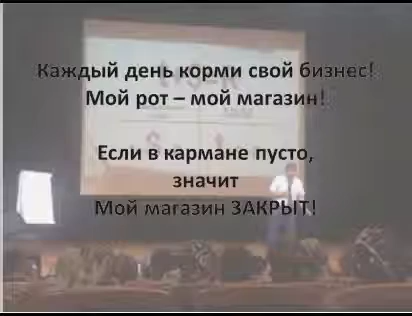 Каждый день корми свой бизнес!
Мой рот – мой магазин!
Если в кармане пусто,
значит
Мой магазин ЗАКРЫТ!